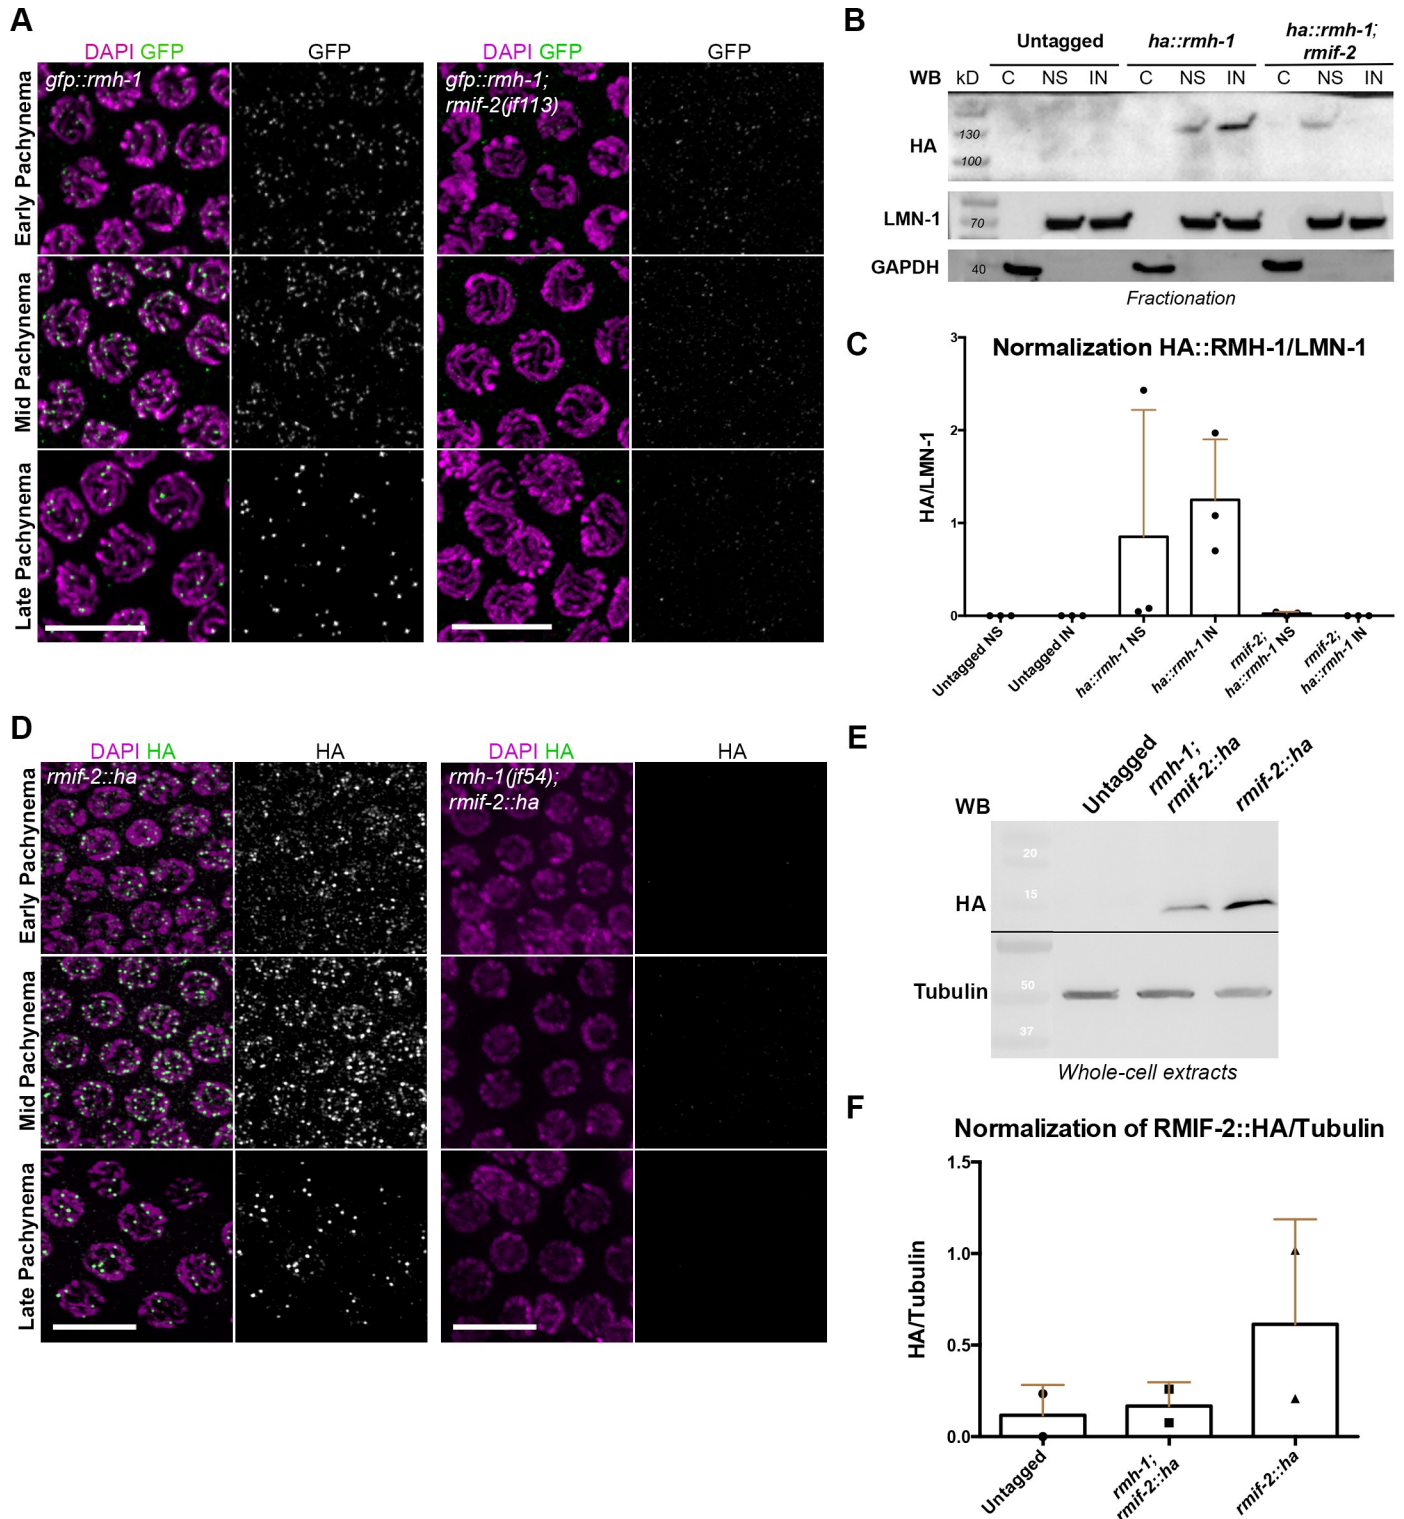 A
DAPI GFP
GFP
DAPI GFP
GFP
gfp::rmh-1
gfp::rmh-1;
rmif-2(jf113)
Early Pachynema
Mid Pachynema
Late Pachynema
B
Untagged
ha::rmh-1
ha::rmh-1;
rmif-2
WB kD C NS IN C NS IN C NS IN
HA
130
100
LMN-1
70
GAPDH
40
Fractionation
C
Normalization HA::RMH-1/LMN-1
HA/LMN-1
3
2
1
0
Untagged NS
Untagged IN
ha::rmh-1 NS
ha::rmh-1 IN
rmif-2;
ha::rmh-1 NS
rmif-2;
ha::rmh-1 IN
D
DAPI HA
HA
DAPI HA
HA
rmif-2::ha
rmh-1(jf54);
rmif-2::ha
Early Pachynema
Mid Pachynema
Late Pachynema
E
WB
Untagged
rmh-1;
rmif-2::ha
rmif-2::ha
20
15
HA
Tubulin
50
37
Whole-cell extracts
F
Normalization of RMIF-2::HA/Tubulin
HA/Tubulin
1.5
1.0
0.5
0.0
Untagged
rmh-1;
rmif-2::ha
rmif-2::ha